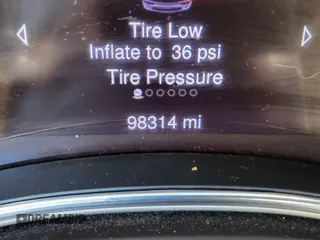 Tire Low
Inflate to 36 psi
Tire Pressure
98314 mi